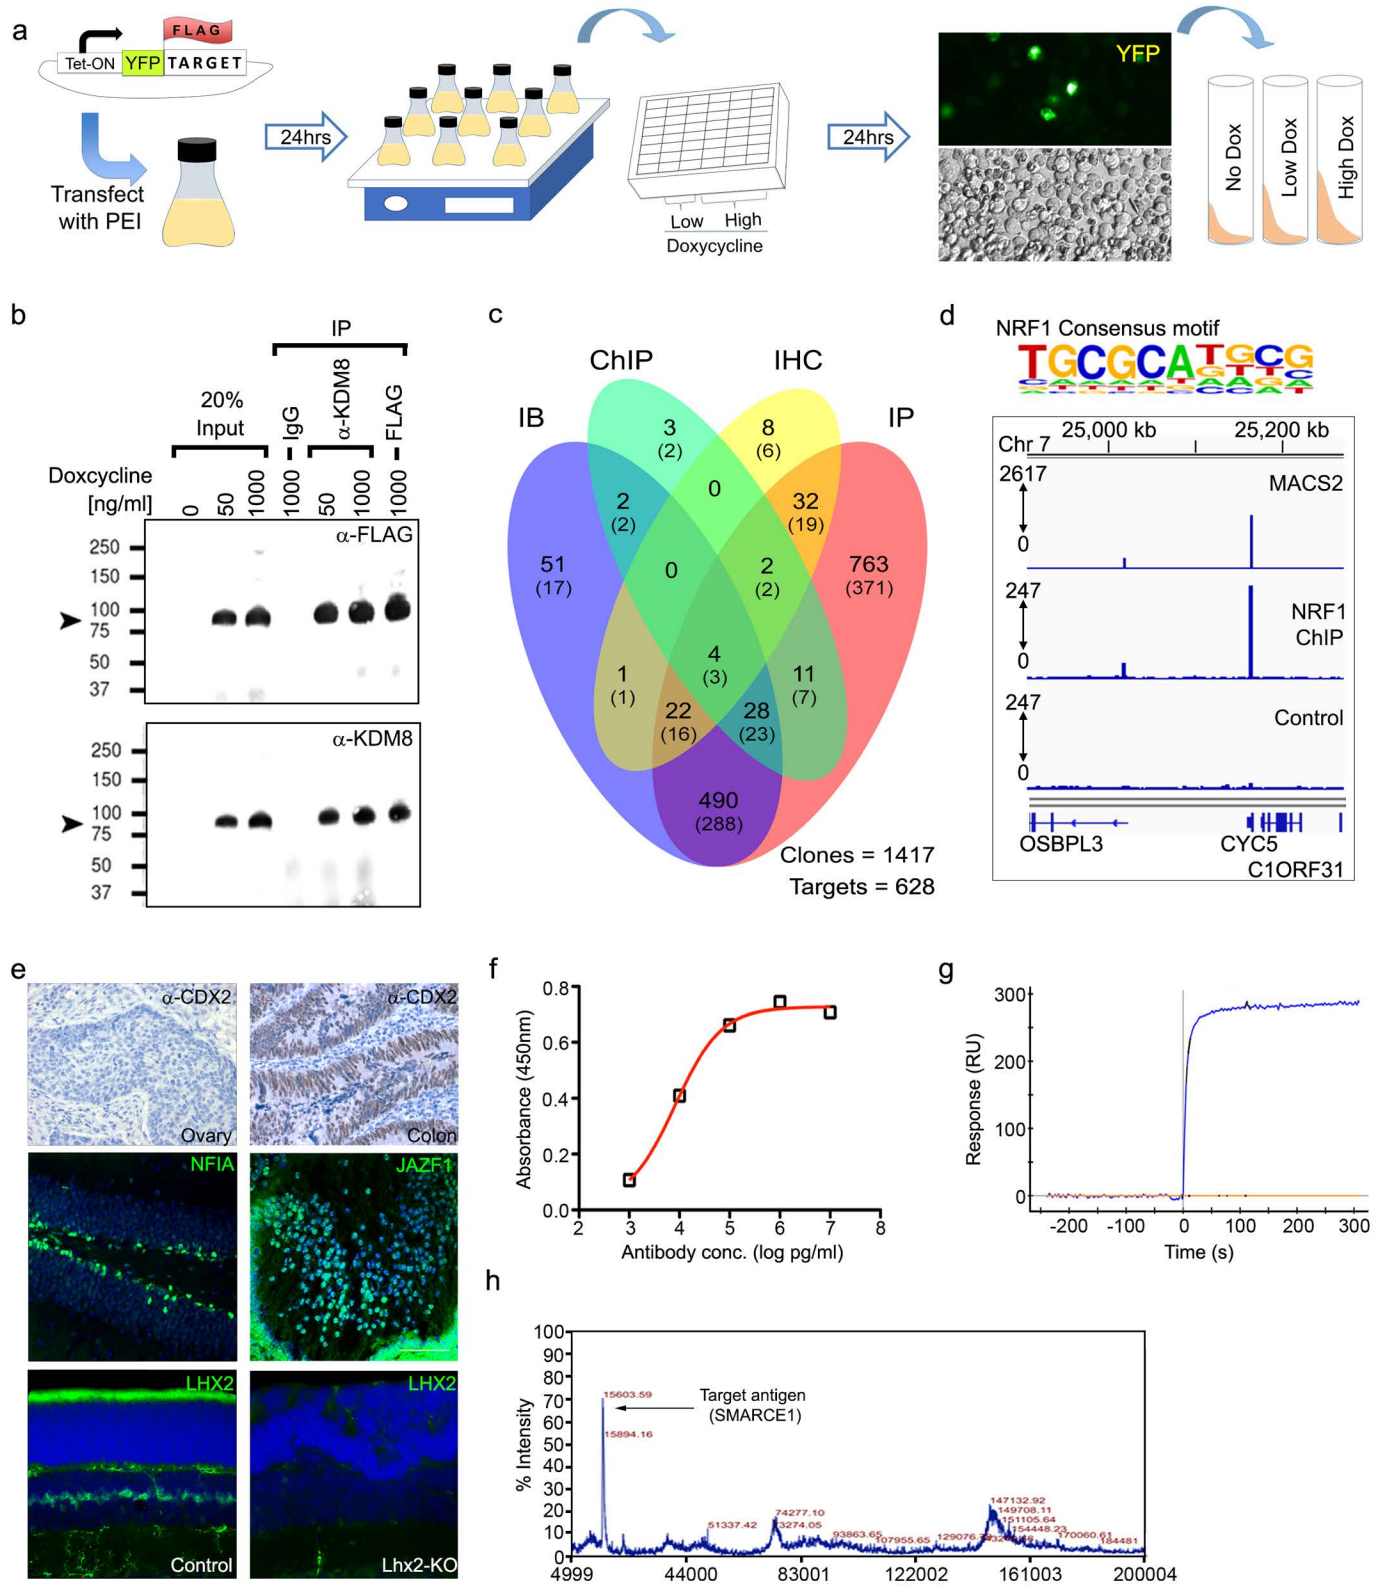 a
FLAG
Tet-ON YFP TARGET
Transfect
with PEI
24hrs
Low High
Doxycycline
24hrs
YFP
No Dox
Low Dox
High Dox
b
IP
20%
Input
IgG
α-KDM8
FLAG
Doxcycline
[ng/ml]
0 50 1000 1000 50 1000 1000
α-FLAG
250
150
100
75
50
37
α-KDM8
250
150
100
75
50
37
c
ChIP IHC
IB IP
3
(2)
8
(6)
0
2
(2)
32
(19)
51
(17)
0
2
(2)
763
(371)
4
(3)
1
(1)
11
(7)
22
(16)
28
(23)
490
(288)
Clones = 1417
Targets = 628
d
NRF1 Consensus motif
TGCGCATGCG
25,000 kb 25,200 kb
Chr 7
2617
MACS2
0
247
NRF1
ChIP
0
247
Control
0
OSBPL3 CYC5
C1ORF31
e
α-CDX2
Ovary
α-CDX2
Colon
NFIA
JAZF1
LHX2
Control
LHX2
Lhx2-KO
f
Absorbance (450nm)
0.8
0.6
0.4
0.2
0.0
2 3 4 5 6 7 8
Antibody conc. (log pg/ml)
g
Response (RU)
300
200
100
0
-200 -100 0 100 200 300
Time (s)
h
% Intensity
100
90
80
70
60
50
40
30
20
10
0
15603.59
15894.16
Target antigen
(SMARCE1)
51337.42
74277.10
73274.05
93863.65
107955.65
147132.92
149708.11
151105.64
154448.23
170060.61
184481
4999 44000 83001 122002 161003 200004